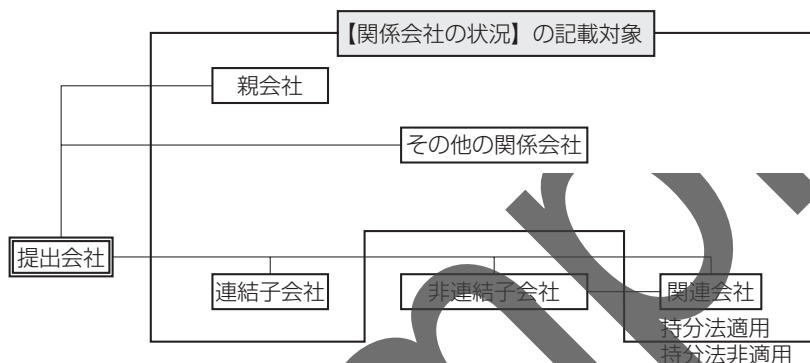 【関係会社の状況】の記載対象
親会社
その他の関係会社
提出会社
連結子会社
非連結子会社
関連会社
持分法適用
持分法非適用